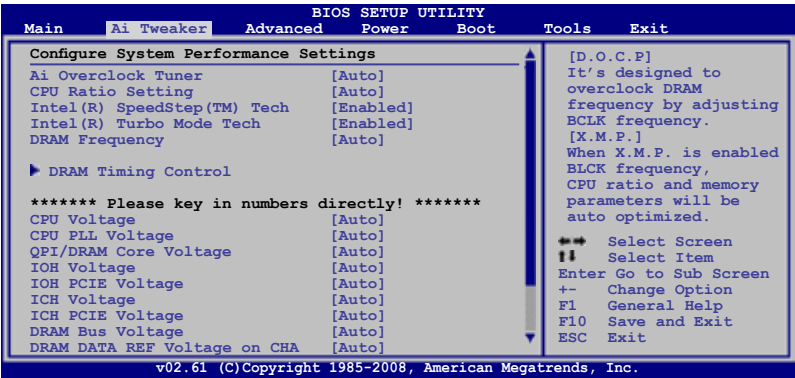 BIOS SETUP UTILITY
Main Ai Tweaker Advanced Power Boot Tools Exit
Configure System Performance Settings
Ai Overclock Tuner [Auto]
CPU Ratio Setting [Auto]
Intel(R) SpeedStep(TM) Tech [Enabled]
Intel(R) Turbo Mode Tech [Enabled]
DRAM Frequency [Auto]
DRAM Timing Control
******* Please key in numbers directly! *******
CPU Voltage [Auto]
CPU PLL Voltage [Auto]
QPI/DRAM Core Voltage [Auto]
IOH Voltage [Auto]
IOH PCIE Voltage [Auto]
ICH Voltage [Auto]
ICH PCIE Voltage [Auto]
DRAM Bus Voltage [Auto]
DRAM DATA REF Voltage on CHA [Auto]
[D.O.C.P]
It's designed to
overclock DRAM
frequency by adjusting
BCLK frequency.
[X.M.P.]
When X.M.P. is enabled
BLCK frequency,
CPU ratio and memory
parameters will be
auto optimized.
Select Screen
Select Item
Enter Go to Sub Screen
+- Change Option
F1 General Help
F10 Save and Exit
ESC Exit
v02.61 (C)Copyright 1985-2008, American Megatrends, Inc.